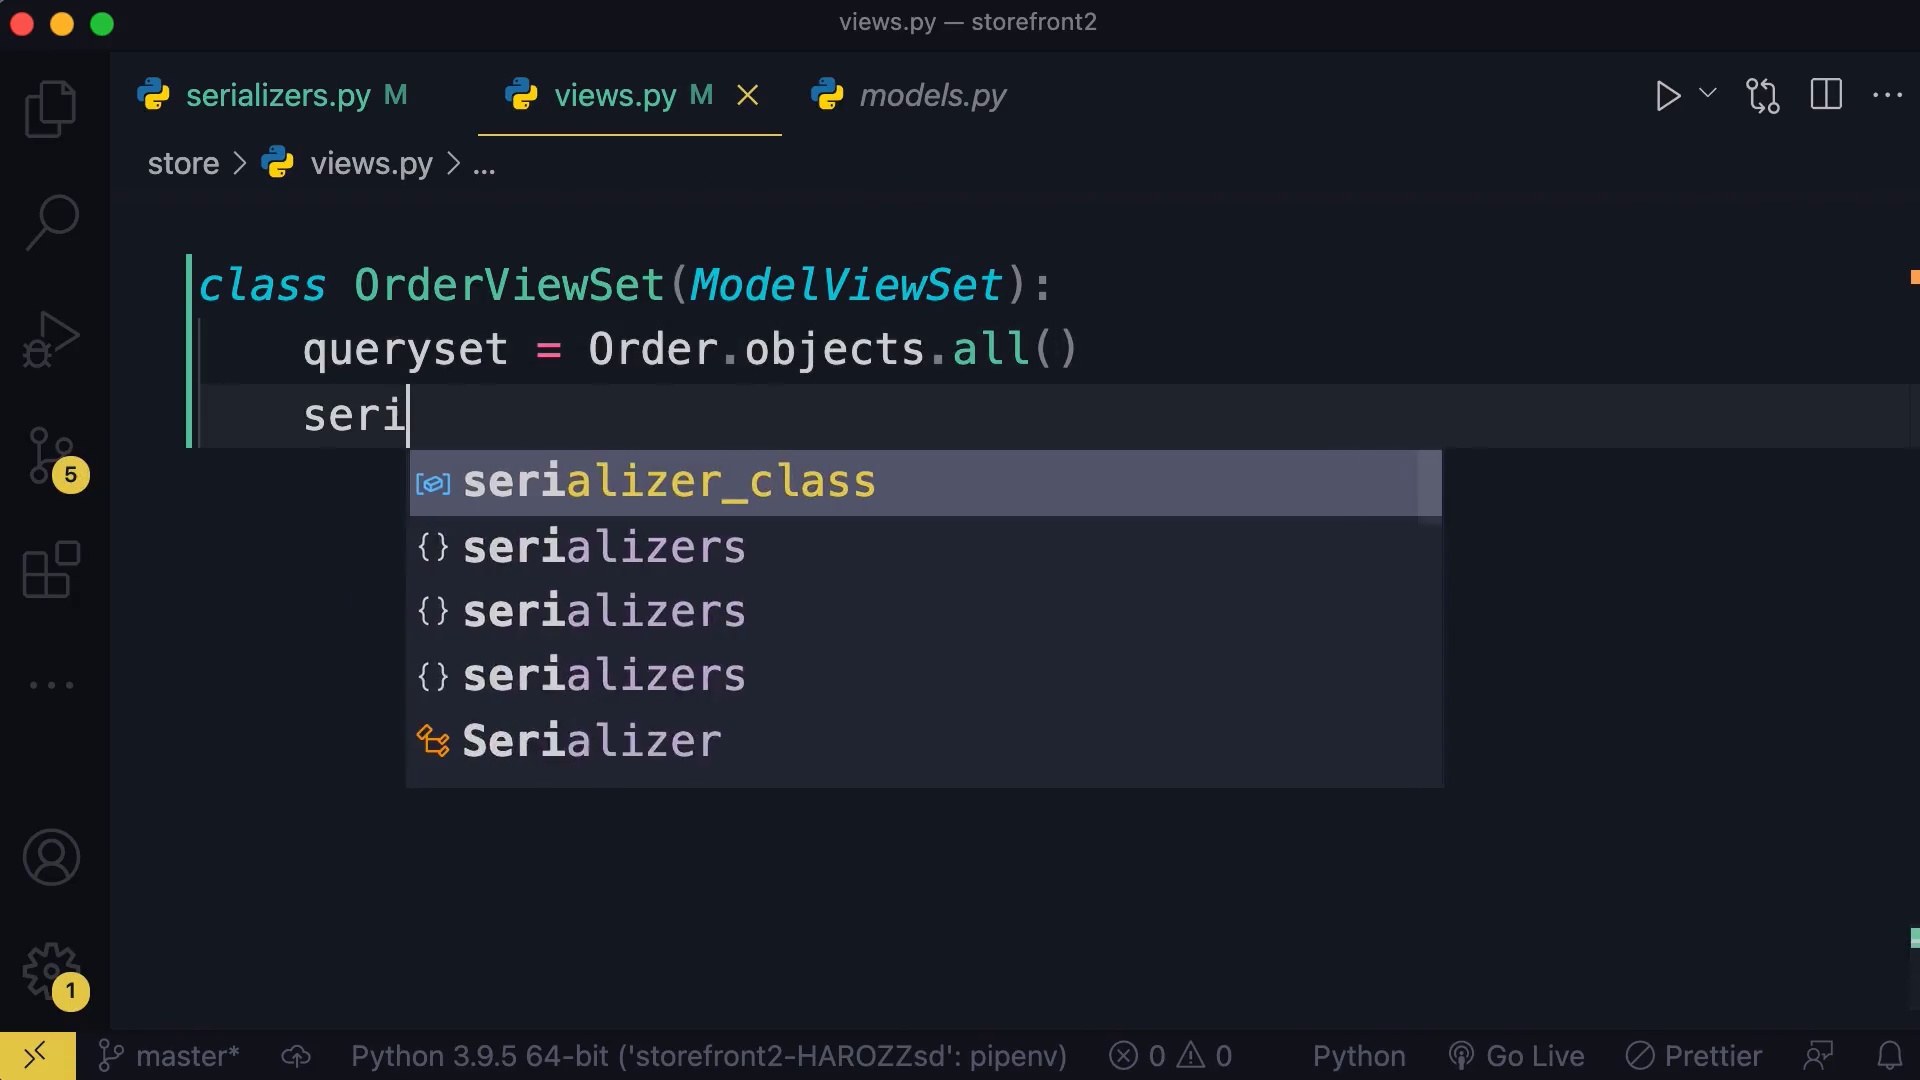 views.py — storefront2
serializers.py M views.py M models.py
store > views.py > ...
class OrderViewSet(ModelViewSet):
queryset = Order.objects.all()
seri
serializer_class
serializers
serializers
serializers
Serializer
5
1
master* Python 3.9.5 64-bit ('storefront2-HAROZZsd': pipenv) 0 0 Python Go Live Prettier